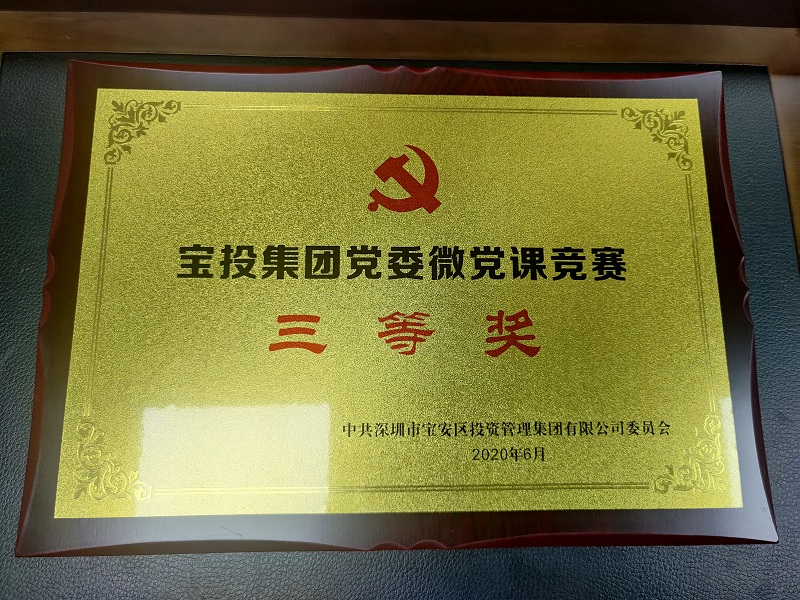 宝投集团党委微党课竞赛
三等奖
中共深圳市宝安区投资管理集团有限公司委员会
2020年6月